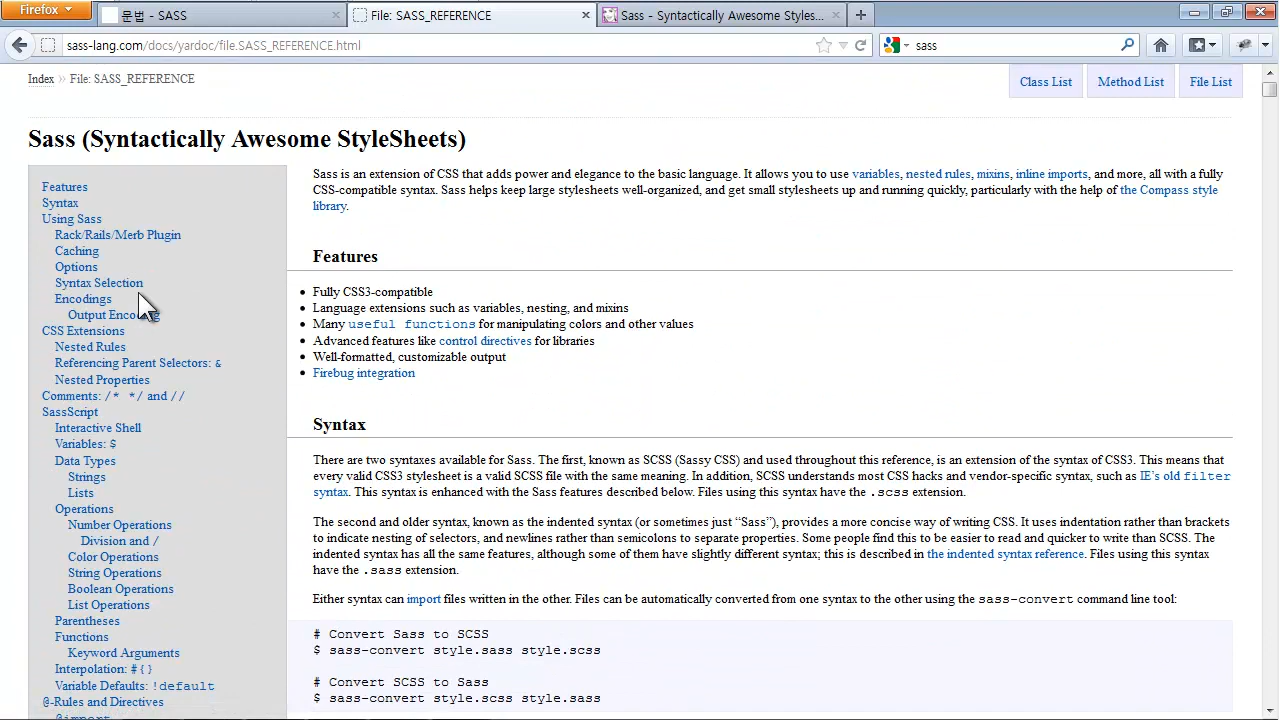 Firefox
문법 - SASS
File: SASS_REFERENCE
Sass - Syntactically Awesome Styles...
sass-lang.com/docs/yardoc/file.SASS_REFERENCE.html
sass
Index » File: SASS_REFERENCE
Class List
Method List
File List
Sass (Syntactically Awesome StyleSheets)
Features
Syntax
Using Sass
Rack/Rails/Merb Plugin
Caching
Options
Syntax Selection
Encodings
Output
CSS Extensions
Nested Rules
Referencing Parent Selectors: &
Nested Properties
Comments: /* */ and //
SassScript
Interactive Shell
Variables: $
Data Types
Strings
Lists
Operations
Number Operations
Division and /
Color Operations
String Operations
Boolean Operations
List Operations
Parentheses
Functions
Keyword Arguments
Interpolation: #{}
Variable Defaults: !default
@-Rules and Directives
@import
Sass is an extension of CSS that adds power and elegance to the basic language. It allows you to use variables, nested rules, mixins, inline imports, and more, all with a fully
CSS-compatible syntax. Sass helps keep large stylesheets well-organized, and get small stylesheets up and running quickly, particularly with the help of the Compass style
library.
Features
• Fully CSS3-compatible
• Language extensions such as variables, nesting, and mixins
• Many useful functions for manipulating colors and other values
• Advanced features like control directives for libraries
• Well-formatted, customizable output
• Firebug integration
Syntax
There are two syntaxes available for Sass. The first, known as SCSS (Sassy CSS) and used throughout this reference, is an extension of the syntax of CSS3. This means that
every valid CSS3 stylesheet is a valid SCSS file with the same meaning. In addition, SCSS understands most CSS hacks and vendor-specific syntax, such as IE's old filter
syntax. This syntax is enhanced with the Sass features described below. Files using this syntax have the .scss extension.
The second and older syntax, known as the indented syntax (or sometimes just “Sass”), provides a more concise way of writing CSS. It uses indentation rather than brackets
to indicate nesting of selectors, and newlines rather than semicolons to separate properties. Some people find this to be easier to read and quicker to write than SCSS. The
indented syntax has all the same features, although some of them have slightly different syntax; this is described in the indented syntax reference. Files using this syntax
have the .sass extension.
Either syntax can import files written in the other. Files can be automatically converted from one syntax to the other using the sass-convert command line tool:
# Convert Sass to SCSS
$ sass-convert style.sass style.scss
# Convert SCSS to Sass
$ sass-convert style.scss style.sass